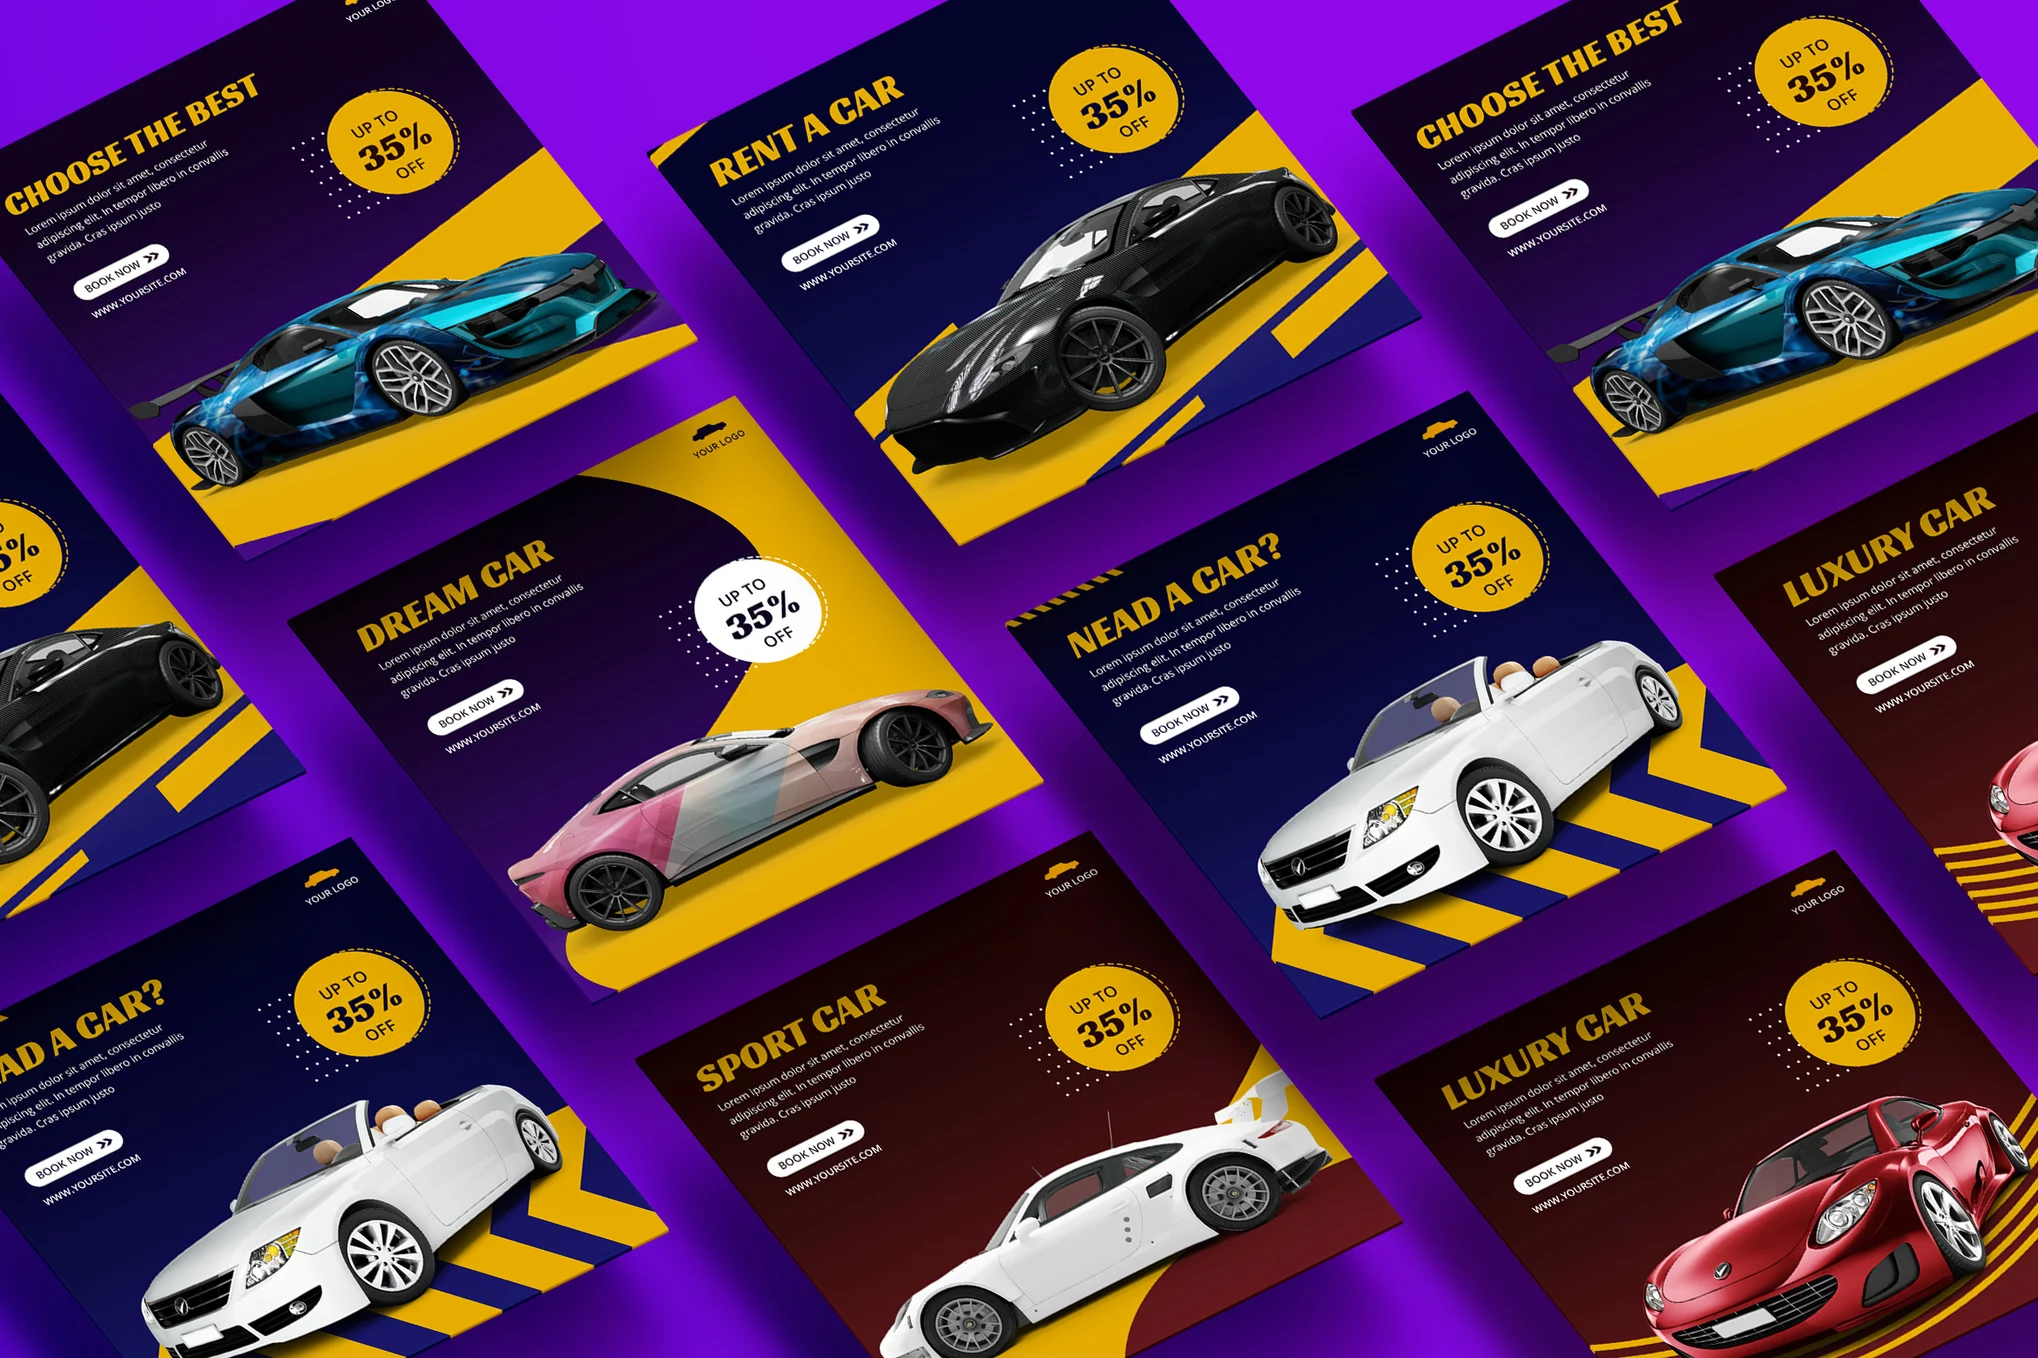 YOUR LOGO
CHOOSE THE BEST
Lorem ipsum dolor sit amet, consectetur
adipiscing elit. In tempor libero in convallis
gravida. Cras ipsum justo
BOOK NOW
WWW.YOURSITE.COM
UP TO
35%
OFF
RENT A CAR
Lorem ipsum dolor sit amet, consectetur
adipiscing elit. In tempor libero in convallis
gravida. Cras ipsum justo
BOOK NOW
WWW.YOURSITE.COM
UP TO
35%
OFF
CHOOSE THE BEST
Lorem ipsum dolor sit amet, consectetur
adipiscing elit. In tempor libero in convallis
gravida. Cras ipsum justo
BOOK NOW
WWW.YOURSITE.COM
UP TO
35%
OFF
5%
OFF
YOUR LOGO
DREAM CAR
Lorem ipsum dolor sit amet, consectetur
adipiscing elit. In tempor libero in convallis
gravida. Cras ipsum justo
BOOK NOW
WWW.YOURSITE.COM
UP TO
35%
OFF
YOUR LOGO
NEAD A CAR?
Lorem ipsum dolor sit amet, consectetur
adipiscing elit. In tempor libero in convallis
gravida. Cras ipsum justo
BOOK NOW
WWW.YOURSITE.COM
UP TO
35%
OFF
LUXURY CAR
Lorem ipsum dolor sit amet, consectetur
adipiscing elit. In tempor libero in convallis
gravida. Cras ipsum justo
BOOK NOW
WWW.YOURSITE.COM
YOUR LOGO
AD A CAR?
ipsum dolor sit amet, consectetur
piscing elit. In tempor libero in convallis
gravida. Cras ipsum justo
BOOK NOW
WWW.YOURSITE.COM
UP TO
35%
OFF
YOUR LOGO
SPORT CAR
Lorem ipsum dolor sit amet, consectetur
adipiscing elit. In tempor libero in convallis
gravida. Cras ipsum justo
BOOK NOW
WWW.YOURSITE.COM
UP TO
35%
OFF
YOUR LOGO
LUXURY CAR
Lorem ipsum dolor sit amet, consectetur
adipiscing elit. In tempor libero in convallis
gravida. Cras ipsum justo
BOOK NOW
WWW.YOURSITE.COM
UP TO
35%
OFF